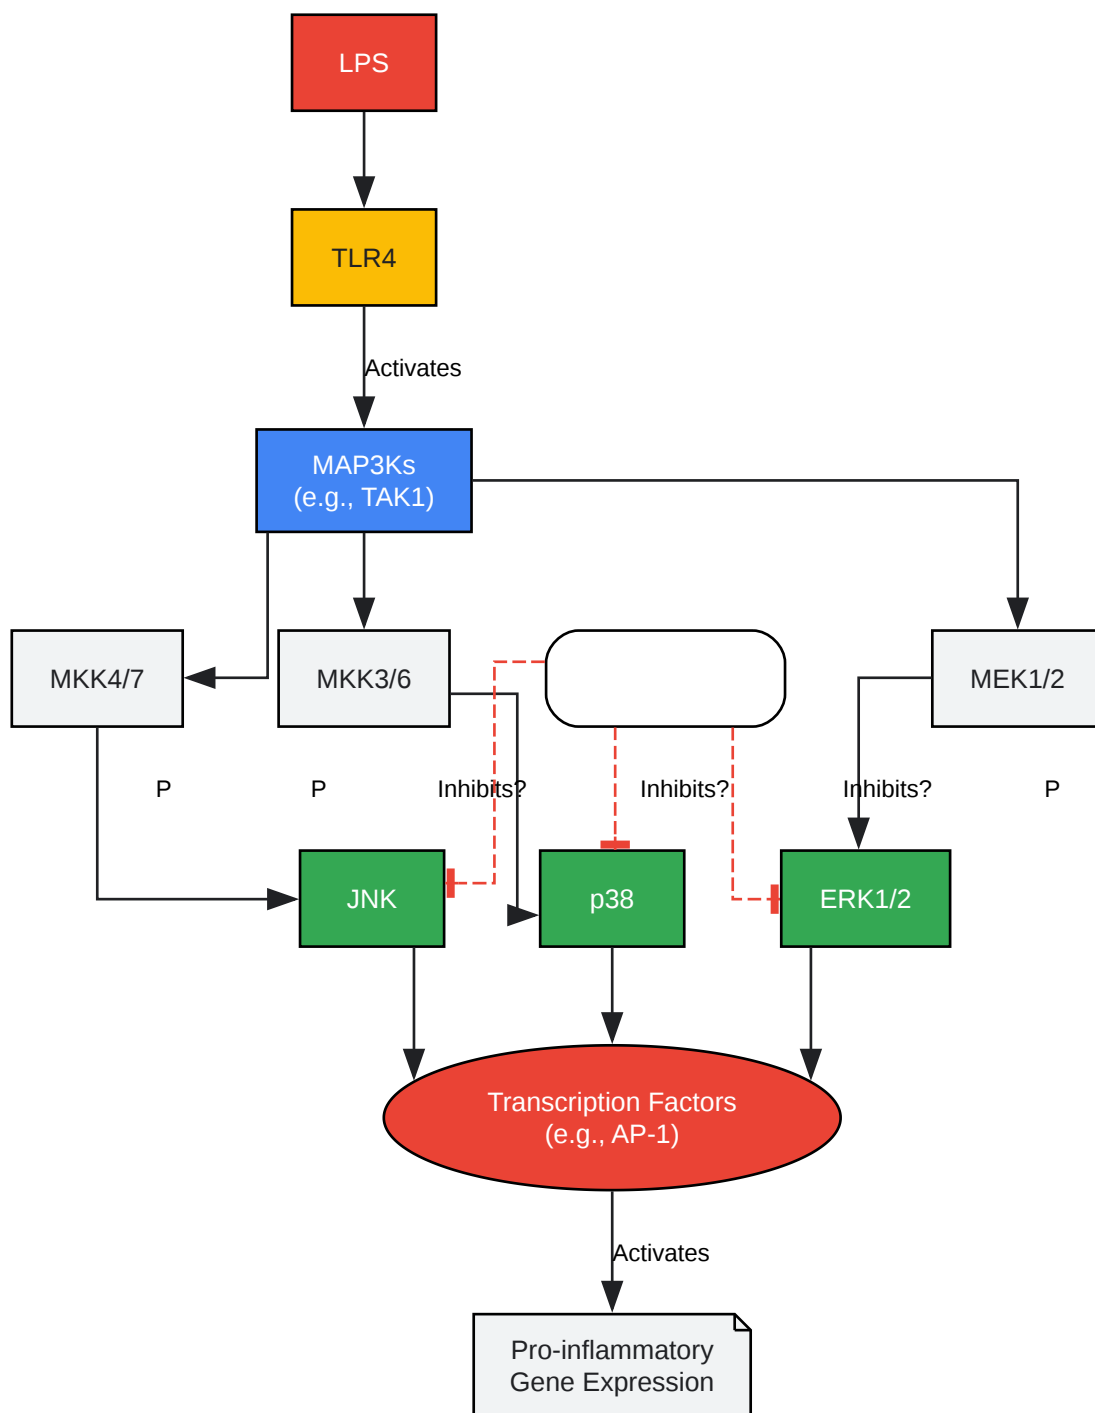 LPS
TLR4
Activates
MAP3Ks
(e.g., TAK1)
MKK4/7
MKK3/6
MEK1/2
P
P
Inhibits?
Inhibits?
Inhibits?
P
JNK
p38
ERK1/2
Transcription Factors
(e.g., AP-1)
Activates
Pro-inflammatory
Gene Expression